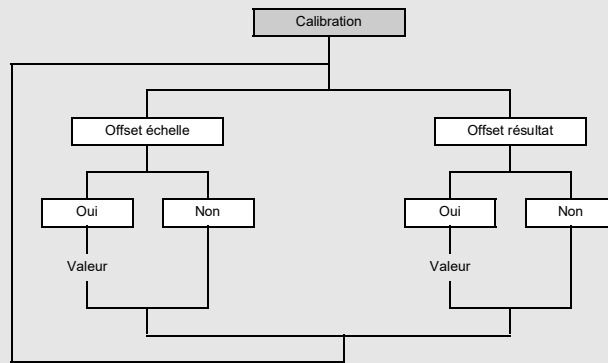 Calibration
Offset échelle
Offset résultat
Oui
Non
Oui
Non
Valeur
Valeur